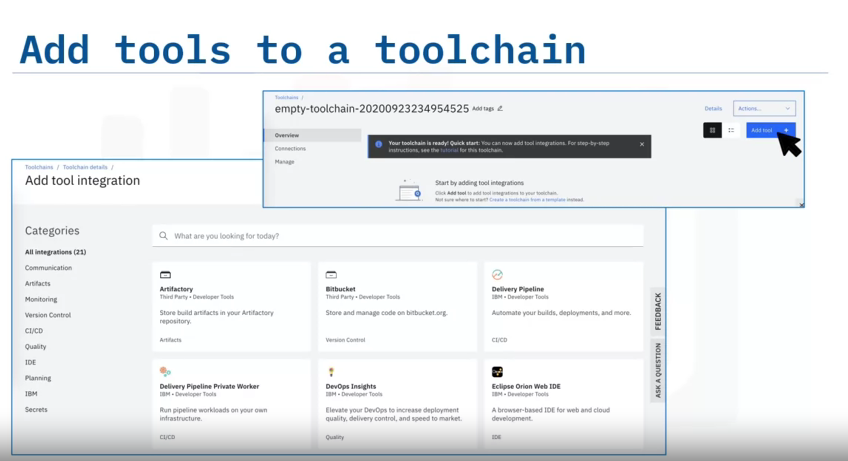 Add tools to a toolchain
Toolchains /
empty-toolchain-20200923234954525 Add tags
Details
Actions...
Add tool +
Overview
Connections
Manage
Your toolchain is ready! Quick start: You can now add tool integrations. For step-by-step
instructions, see the tutorial for this toolchain.
Start by adding tool integrations
Click Add tool to add tool integrations to your toolchain.
Not sure where to start? Create a toolchain from a template instead.
Toolchains / Toolchain details /
Add tool integration
Categories
All integrations (21)
Communication
Artifacts
Monitoring
Version Control
CI/CD
Quality
IDE
Planning
IBM
Secrets
What are you looking for today?
Artifactory
Third Party • Developer Tools
Store build artifacts in your Artifactory
repository.
Artifacts
Bitbucket
Third Party • Developer Tools
Store and manage code on bitbucket.org.
Version Control
Delivery Pipeline
IBM • Developer Tools
Automate your builds, deployments, and more.
CI/CD
Delivery Pipeline Private Worker
IBM • Developer Tools
Run pipeline workloads on your own
infrastructure.
CI/CD
DevOps Insights
IBM • Developer Tools
Elevate your DevOps to increase deployment
quality, delivery control, and speed to market.
Quality
Eclipse Orion Web IDE
IBM • Developer Tools
A browser-based IDE for web and cloud
development.
IDE
FEEDBACK
ASK A QUESTION